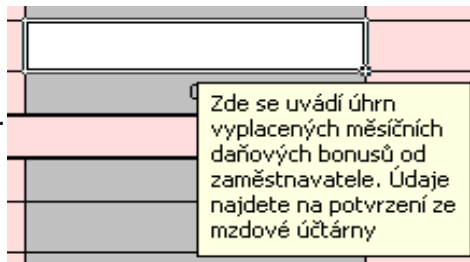 Zde se uvádí úhrn
vyplacených měsíčních
daňových bonusů od
zaměstnavatele. Údaje
najdete na potvrzení ze
mzdové účtárny